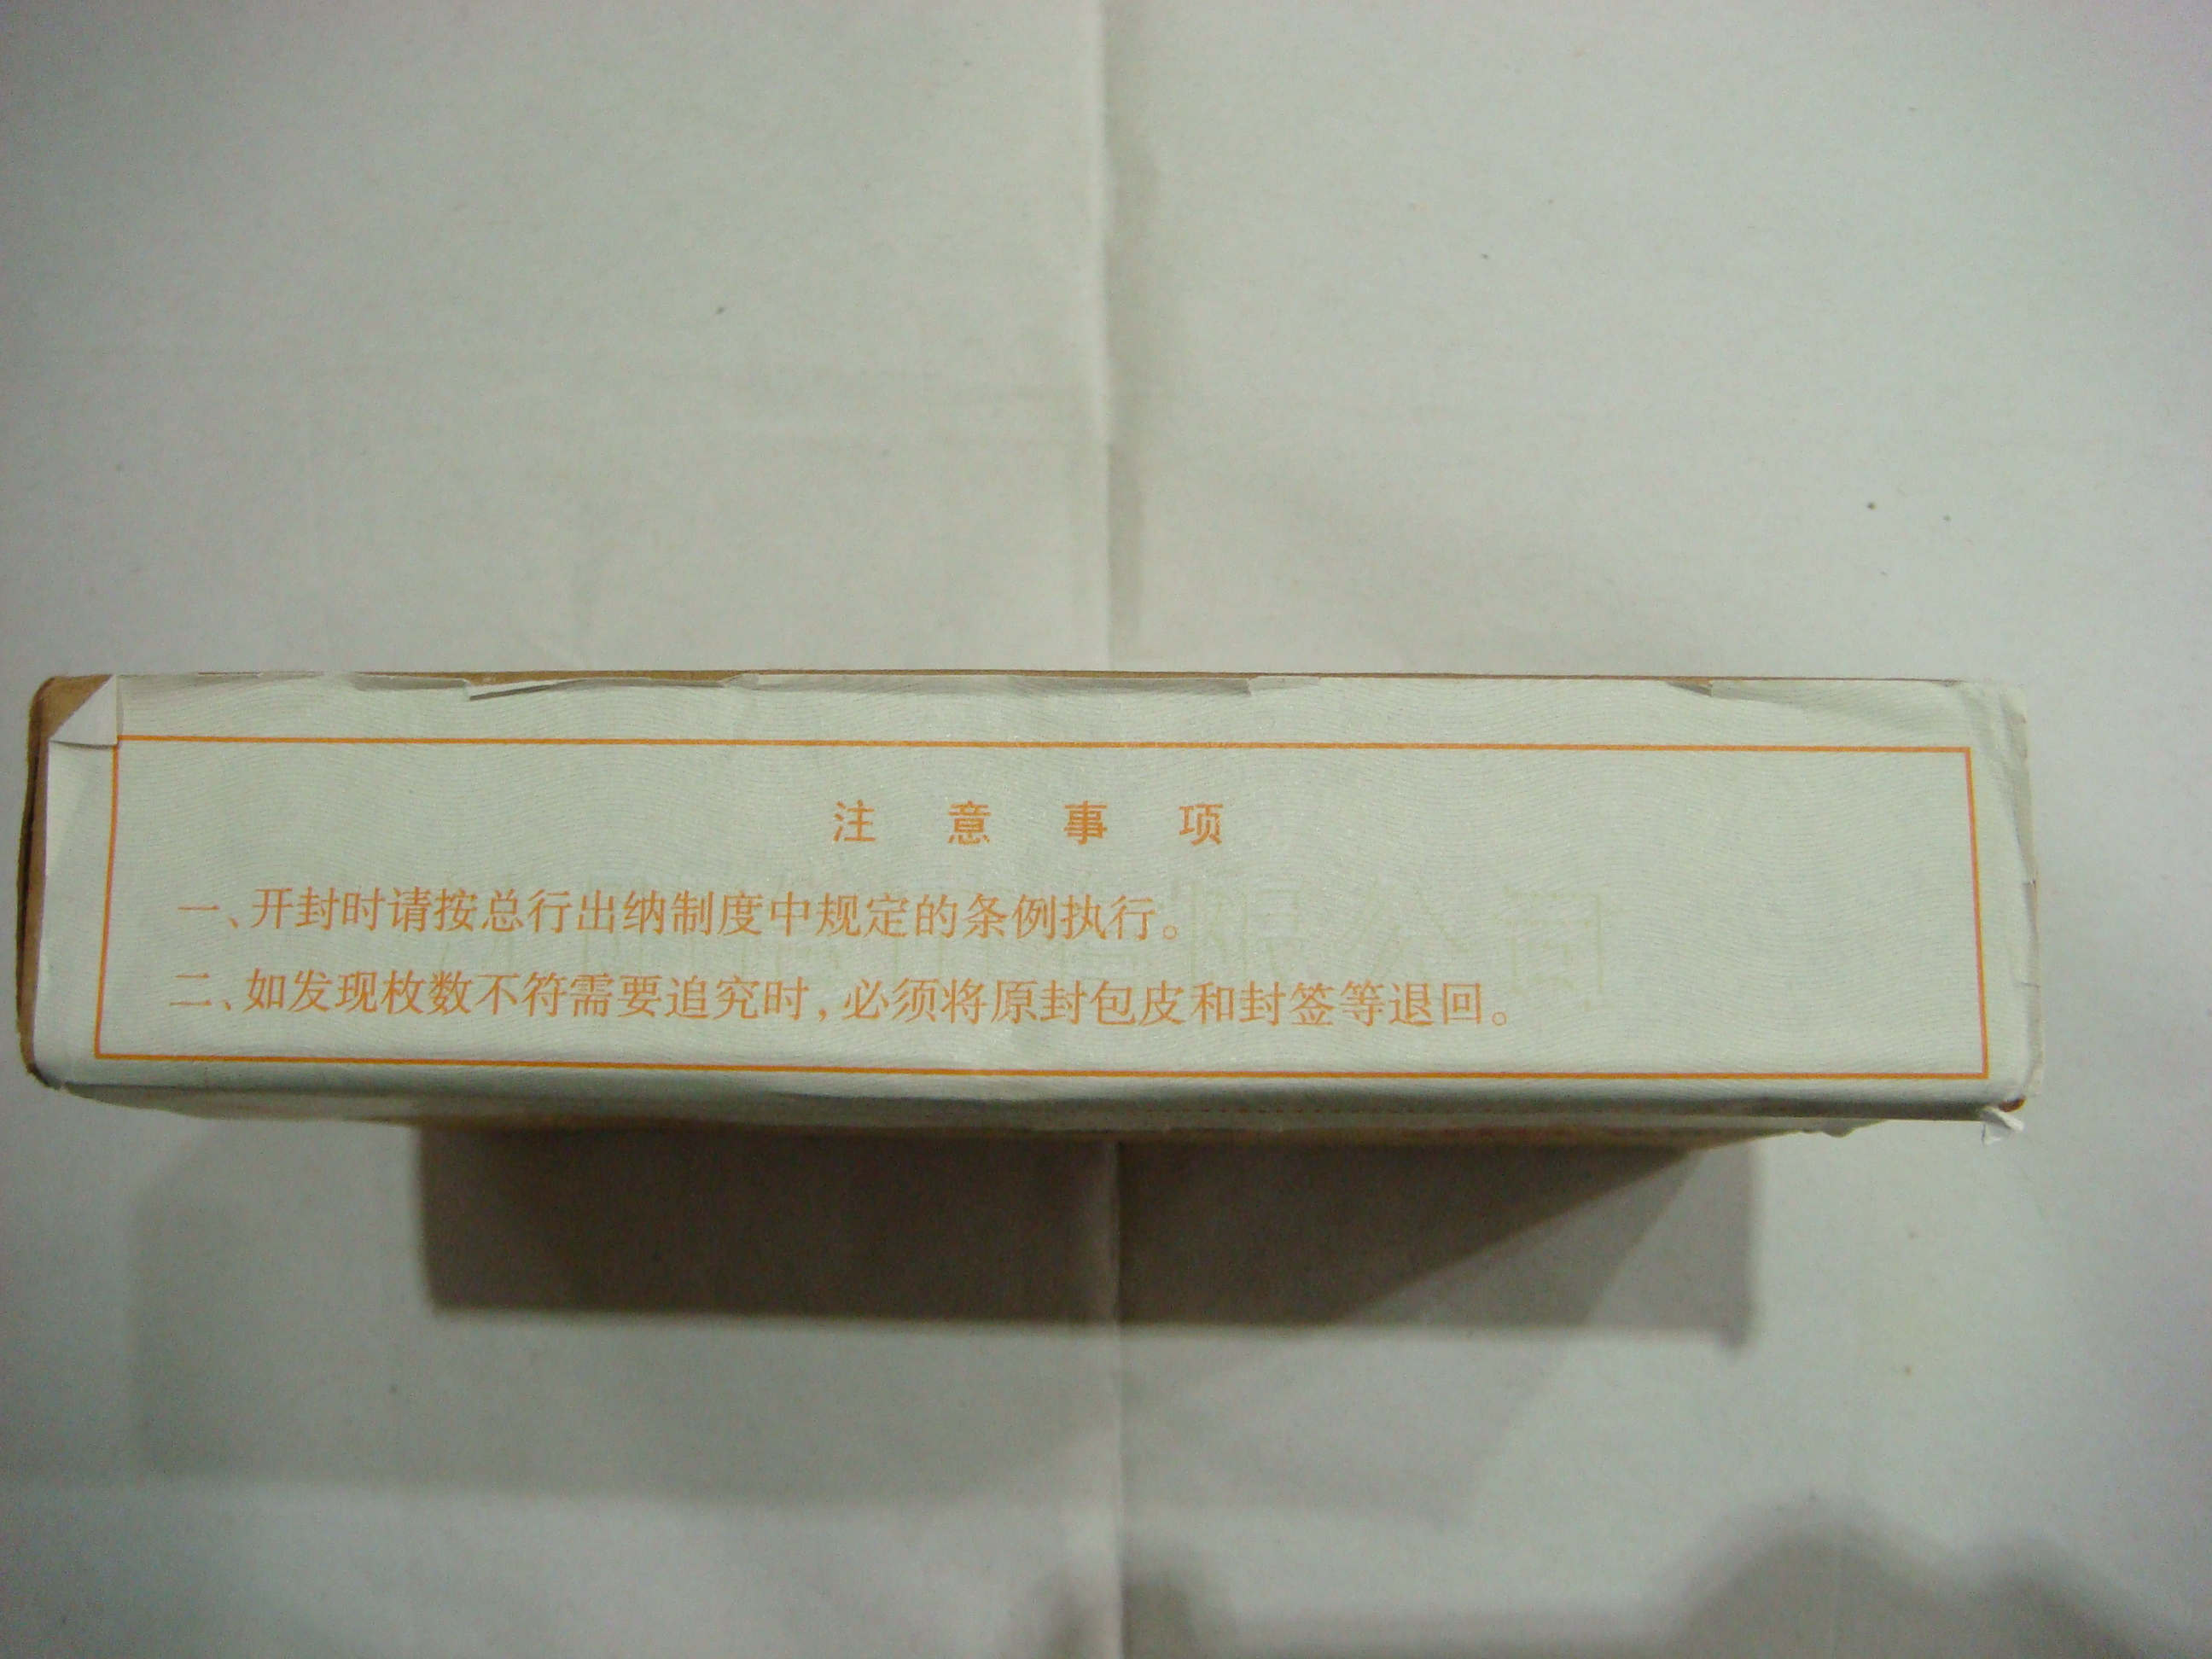 注意事项
一、开封时请按总行出纳制度中规定的条例执行。
二、如发现枚数不符需要追究时,必须将原封包皮和封签等退回。